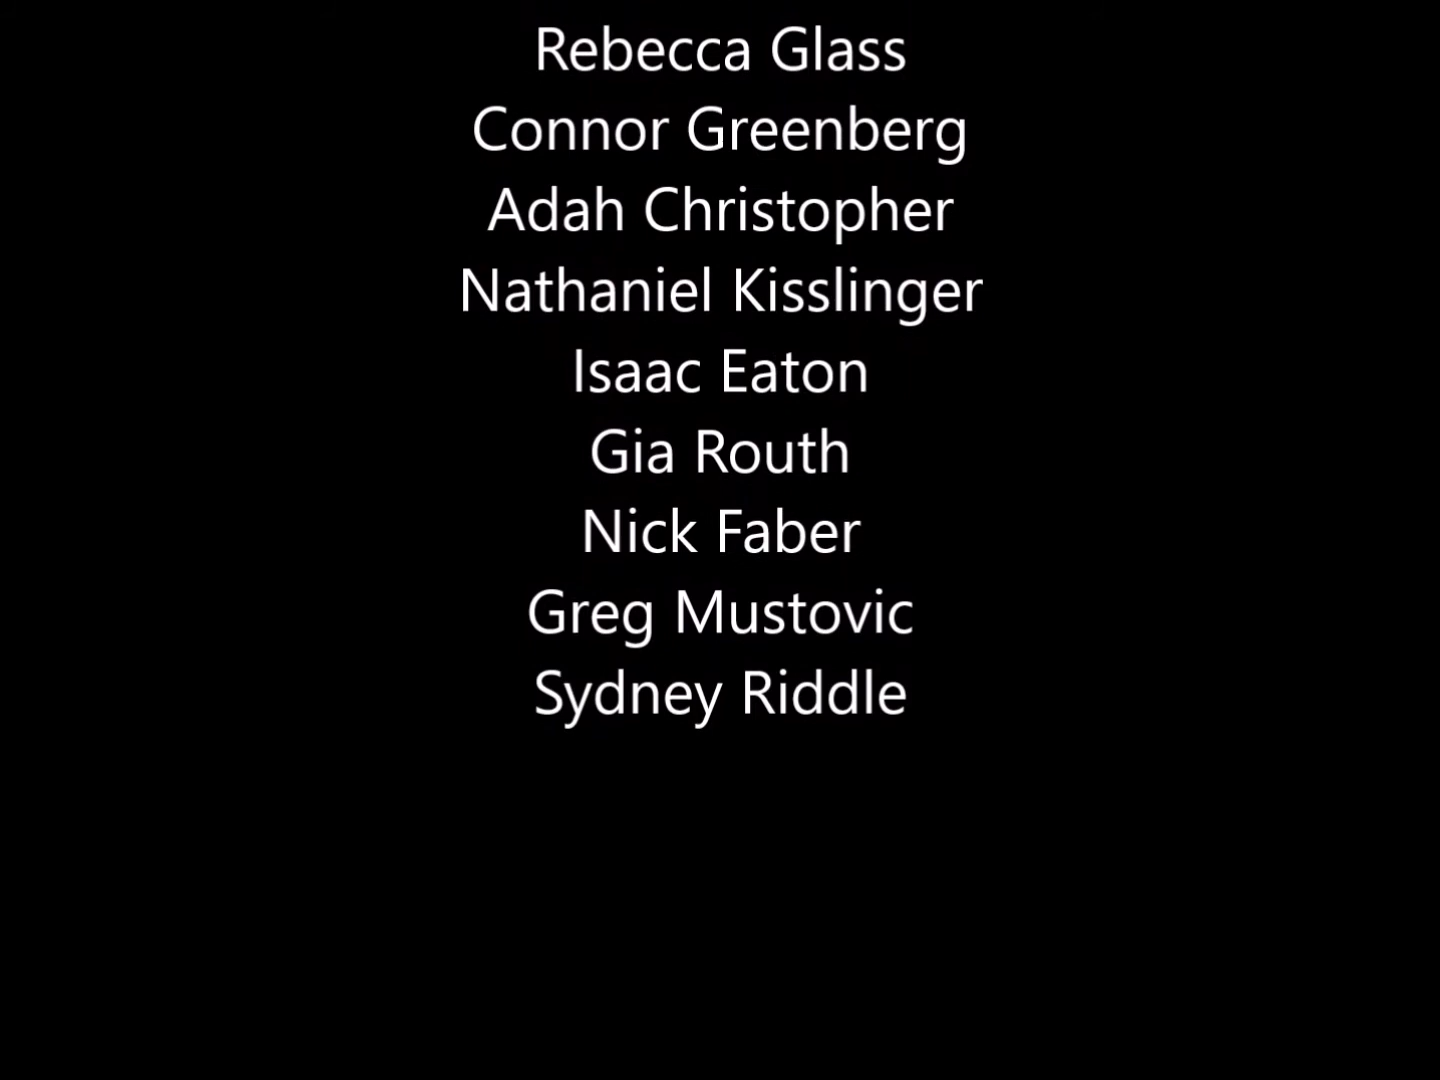 Rebecca Glass
Connor Greenberg
Adah Christopher
Nathaniel Kisslinger
Isaac Eaton
Gia Routh
Nick Faber
Greg Mustovic
Sydney Riddle